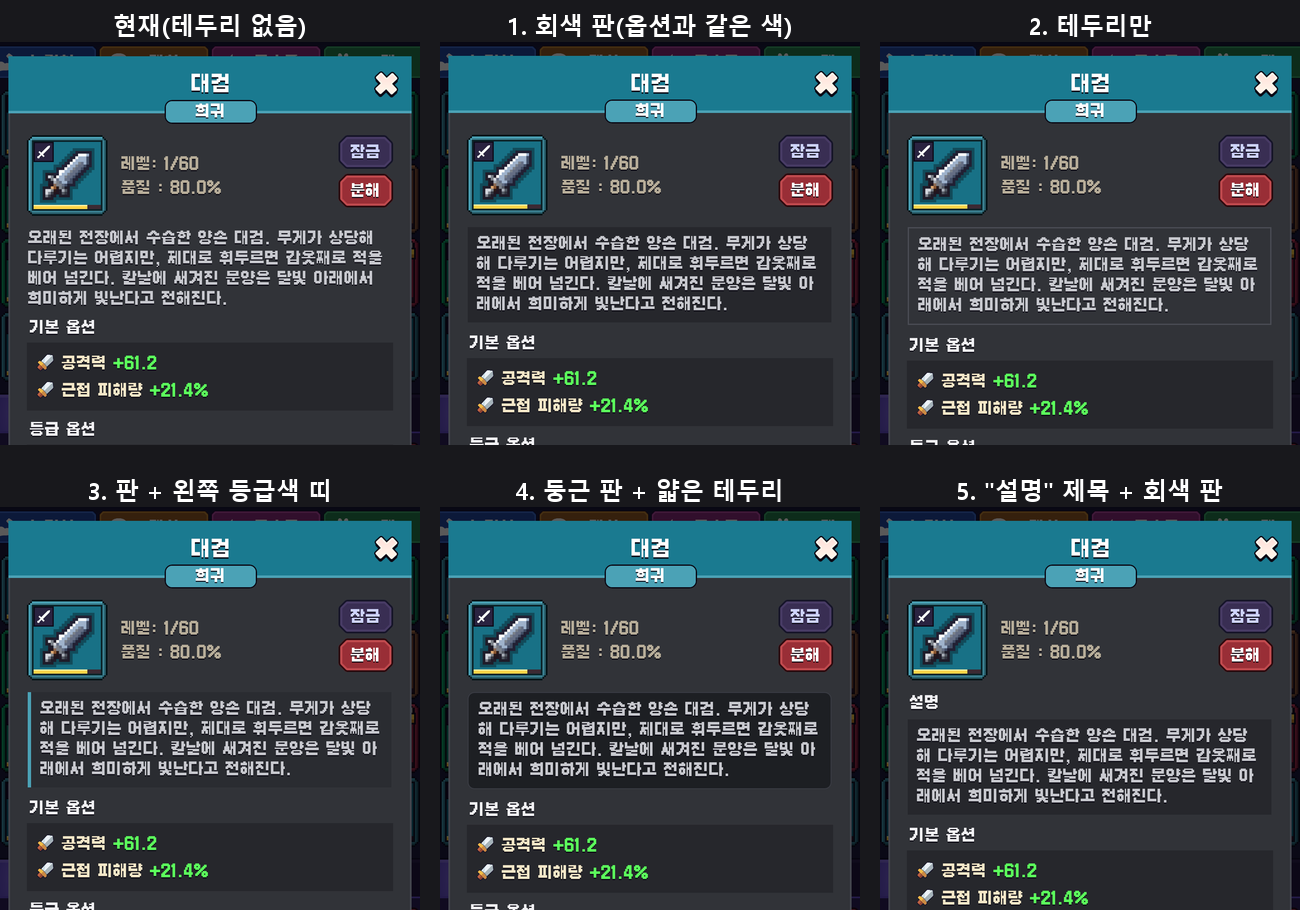 현재(테두리 없음)
대검
희귀
레벨: 1/60
품질 : 80.0%
잠금
분해
오래된 전장에서 수습한 양손 대검. 무게가 상당해
다루기는 어렵지만, 제대로 휘두르면 갑옷째로 적을
베어 넘긴다. 칼날에 새겨진 문양은 달빛 아래에서
희미하게 빛난다고 전해진다.
기본 옵션
공격력 +61.2
근접 피해량 +21.4%
등급 옵션
1. 회색 판(옵션과 같은 색)
대검
희귀
레벨: 1/60
품질 : 80.0%
잠금
분해
오래된 전장에서 수습한 양손 대검. 무게가 상당
해 다루기는 어렵지만, 제대로 휘두르면 갑옷째로
적을 베어 넘긴다. 칼날에 새겨진 문양은 달빛 아
래에서 희미하게 빛난다고 전해진다.
기본 옵션
공격력 +61.2
근접 피해량 +21.4%
2. 테두리만
대검
희귀
레벨: 1/60
품질 : 80.0%
잠금
분해
오래된 전장에서 수습한 양손 대검. 무게가 상당
해 다루기는 어렵지만, 제대로 휘두르면 갑옷째로
적을 베어 넘긴다. 칼날에 새겨진 문양은 달빛 아
래에서 희미하게 빛난다고 전해진다.
기본 옵션
공격력 +61.2
근접 피해량 +21.4%
3. 판 + 왼쪽 등급색 띠
대검
희귀
레벨: 1/60
품질 : 80.0%
잠금
분해
오래된 전장에서 수습한 양손 대검. 무게가 상당
해 다루기는 어렵지만, 제대로 휘두르면 갑옷째로
적을 베어 넘긴다. 칼날에 새겨진 문양은 달빛 아
래에서 희미하게 빛난다고 전해진다.
기본 옵션
공격력 +61.2
근접 피해량 +21.4%
4. 둥근 판 + 얇은 테두리
대검
희귀
레벨: 1/60
품질 : 80.0%
잠금
분해
오래된 전장에서 수습한 양손 대검. 무게가 상당
해 다루기는 어렵지만, 제대로 휘두르면 갑옷째로
적을 베어 넘긴다. 칼날에 새겨진 문양은 달빛 아
래에서 희미하게 빛난다고 전해진다.
기본 옵션
공격력 +61.2
근접 피해량 +21.4%
5. "설명" 제목 + 회색 판
대검
희귀
레벨: 1/60
품질 : 80.0%
잠금
분해
설명
오래된 전장에서 수습한 양손 대검. 무게가 상당
해 다루기는 어렵지만, 제대로 휘두르면 갑옷째로
적을 베어 넘긴다. 칼날에 새겨진 문양은 달빛 아
래에서 희미하게 빛난다고 전해진다.
기본 옵션
공격력 +61.2
근접 피해량 +21.4%